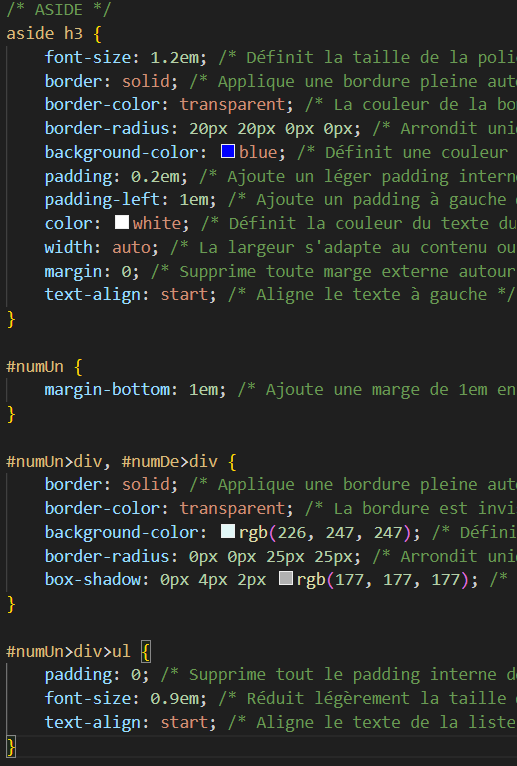 /* ASIDE */
aside h3 {
font-size: 1.2em; /* Définit la taille de la poli
border: solid; /* Applique une bordure pleine auto
border-color: transparent; /* La couleur de la bo
border-radius: 20px 20px 0px 0px; /* Arrondit uni
background-color: blue; /* Définit une couleur
padding: 0.2em; /* Ajoute un léger padding intern
padding-left: 1em; /* Ajoute un padding à gauche
color: white; /* Définit la couleur du texte du
width: auto; /* La largeur s'adapte au contenu ou
margin: 0; /* Supprime toute marge externe autour
text-align: start; /* Aligne le texte à gauche */
}
#numUn {
margin-bottom: 1em; /* Ajoute une marge de 1em en
}
#numUn>div, #numDe>div {
border: solid; /* Applique une bordure pleine auto
border-color: transparent; /* La bordure est invi
background-color: rgb(226, 247, 247); /* Défini
border-radius: 0px 0px 25px 25px; /* Arrondit uni
box-shadow: 0px 4px 2px rgb(177, 177, 177); /*
}
#numUn>div>ul {
padding: 0; /* Supprime tout le padding interne d
font-size: 0.9em; /* Réduit légèrement la taille
text-align: start; /* Aligne le texte de la liste
}